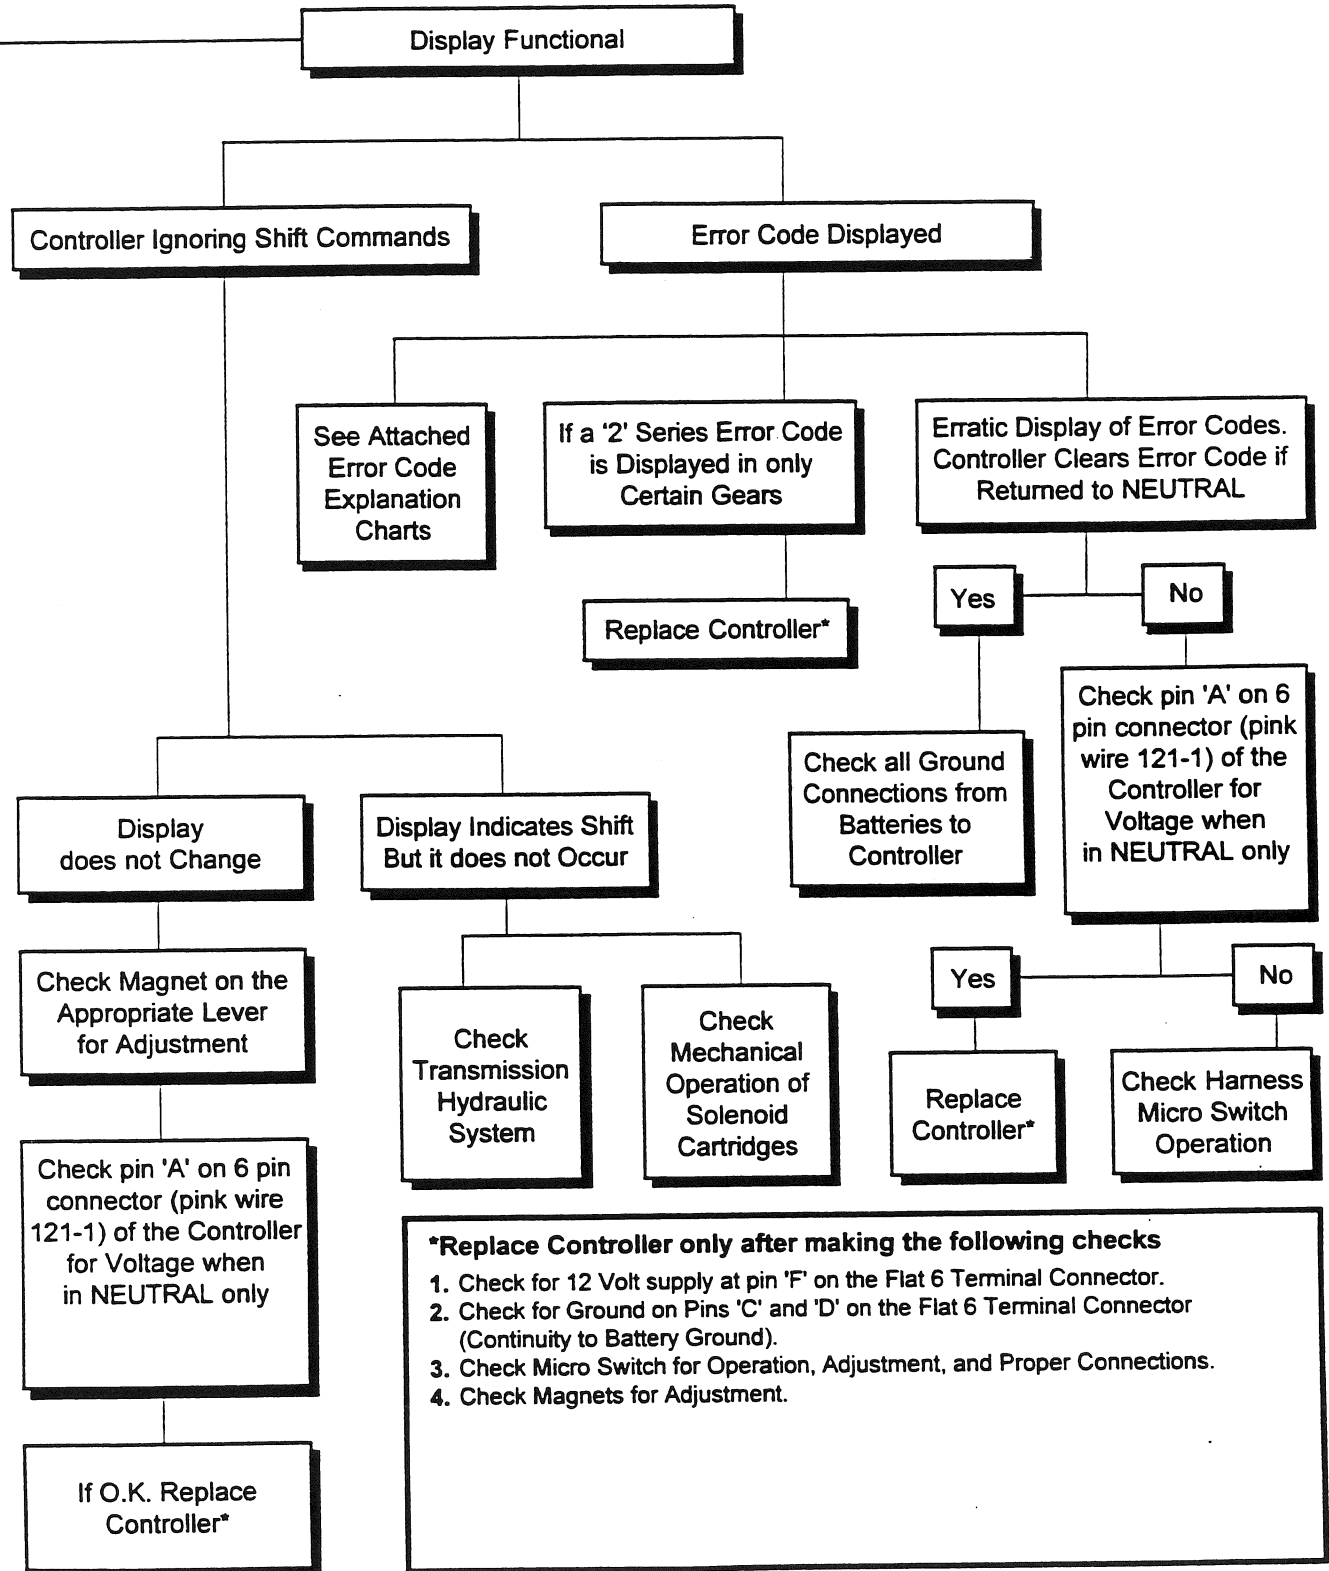 Display Functional
Controller Ignoring Shift Commands
Error Code Displayed
See Attached
Error Code
Explanation
Charts
If a '2' Series Error Code
is Displayed in only
Certain Gears
Erratic Display of Error Codes.
Controller Clears Error Code if
Returned to NEUTRAL
Replace Controller*
Yes
No
Check all Ground
Connections from
Batteries to
Controller
Check pin 'A' on 6
pin connector (pink
wire 121-1) of the
Controller for
Voltage when
in NEUTRAL only
Display
does not Change
Display Indicates Shift
But it does not Occur
Check Magnet on the
Appropriate Lever
for Adjustment
Check
Transmission
Hydraulic
System
Check
Mechanical
Operation of
Solenoid
Cartridges
Yes
No
Replace
Controller*
Check Harness
Micro Switch
Operation
Check pin 'A' on 6 pin
connector (pink wire
121-1) of the Controller
for Voltage when
in NEUTRAL only
If O.K. Replace
Controller*
*Replace Controller only after making the following checks
1. Check for 12 Volt supply at pin 'F' on the Flat 6 Terminal Connector.
2. Check for Ground on Pins 'C' and 'D' on the Flat 6 Terminal Connector
(Continuity to Battery Ground).
3. Check Micro Switch for Operation, Adjustment, and Proper Connections.
4. Check Magnets for Adjustment.